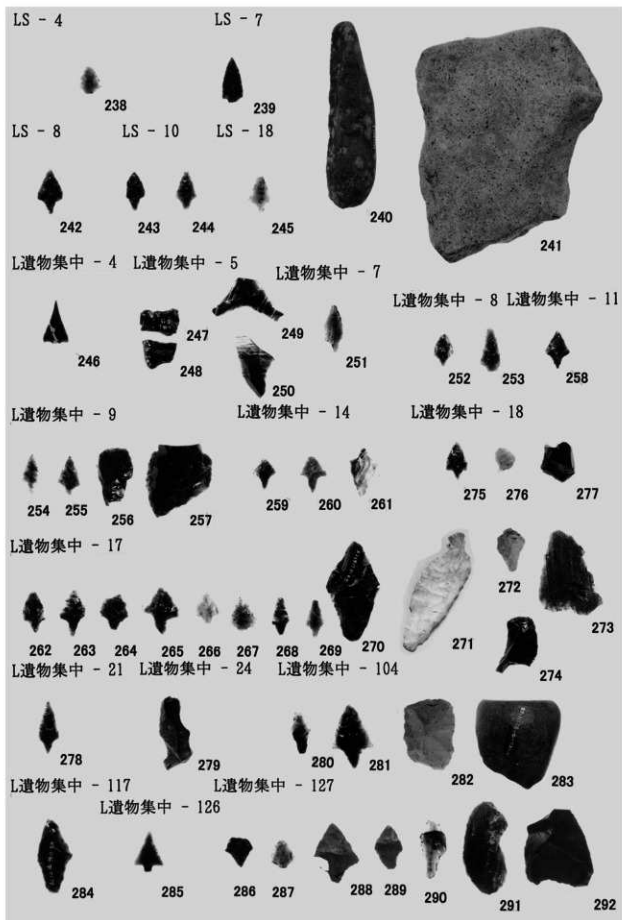 LS - 4
LS - 7
238
239
240
241
LS - 8
LS - 10
LS - 18
242
243
244
245
L遺物集中 - 4
L遺物集中 - 5
L遺物集中 - 7
246
247
248
249
250
251
L遺物集中 - 8
L遺物集中 - 11
252
253
258
L遺物集中 - 9
L遺物集中 - 14
L遺物集中 - 18
254
255
256
257
259
260
261
275
276
277
L遺物集中 - 17
262
263
264
265
266
267
268
269
270
271
272
273
274
L遺物集中 - 21
L遺物集中 - 24
L遺物集中 - 104
278
279
280
281
282
283
L遺物集中 - 117
L遺物集中 - 126
L遺物集中 - 127
284
285
286
287
288
289
290
291
292